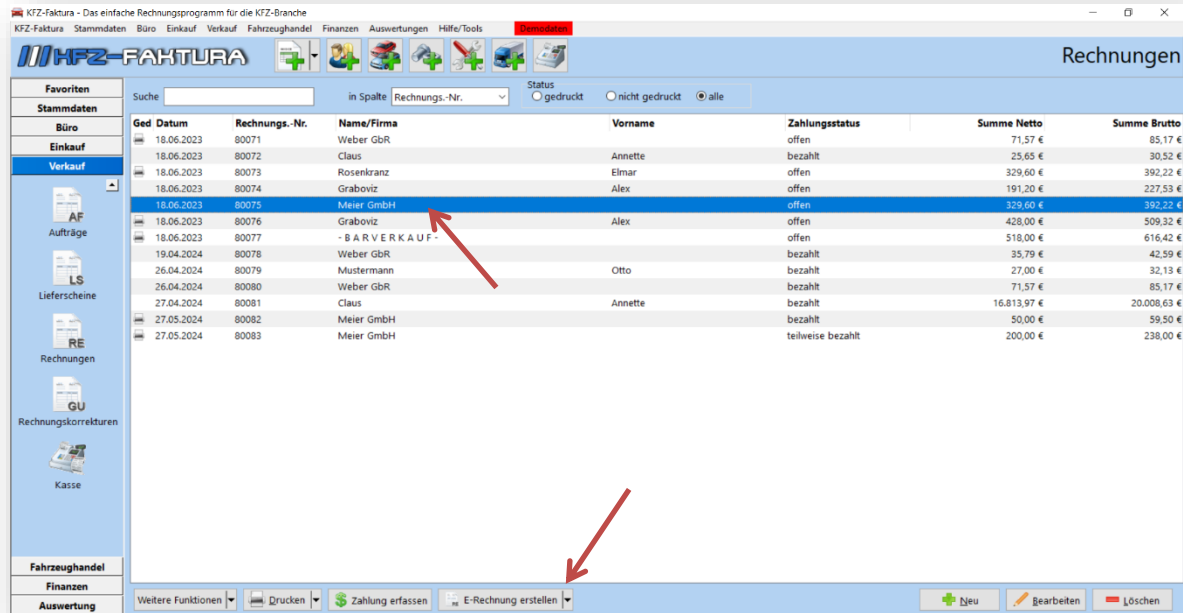 KFZ-Faktura - Das einfache Rechnungsprogramm für die KFZ-Branche
KFZ-Faktura Stammdaten Büro Einkauf Verkauf Fahrzeughandel Finanzen Auswertungen Hilfe/Tools Demodaten
KFZ-FAKTURA Rechnungen
Favoriten
Stammdaten
Büro
Einkauf
Verkauf
AF
Aufträge
LS
Lieferscheine
RE
Rechnungen
GU
Rechnungskorrekturen
Kasse
Fahrzeughandel
Finanzen
Auswertung
Suche in Spalte Rechnungs.-Nr. Status gedruckt nicht gedruckt alle
Ged Datum Rechnungs.-Nr. Name/Firma Vorname Zahlungsstatus Summe Netto Summe Brutto
18.06.2023 80071 Weber GbR offen 71,57 € 85,17 €
18.06.2023 80072 Claus Annette bezahlt 25,65 € 30,52 €
18.06.2023 80073 Rosenkranz Elmar offen 329,60 € 392,22 €
18.06.2023 80074 Graboviz Alex offen 191,20 € 227,53 €
18.06.2023 80075 Meier GmbH offen 329,60 € 392,22 €
18.06.2023 80076 Graboviz Alex offen 428,00 € 509,32 €
18.06.2023 80077 - B A R V E R K A U F - offen 518,00 € 616,42 €
19.04.2024 80078 Weber GbR bezahlt 35,79 € 42,59 €
26.04.2024 80079 Mustermann Otto bezahlt 27,00 € 32,13 €
26.04.2024 80080 Weber GbR bezahlt 71,57 € 85,17 €
27.04.2024 80081 Claus Annette bezahlt 16.813,97 € 20.008,63 €
27.05.2024 80082 Meier GmbH bezahlt 50,00 € 59,50 €
27.05.2024 80083 Meier GmbH teilweise bezahlt 200,00 € 238,00 €
Weitere Funktionen Drucken Zahlung erfassen E-Rechnung erstellen Neu Bearbeiten Löschen